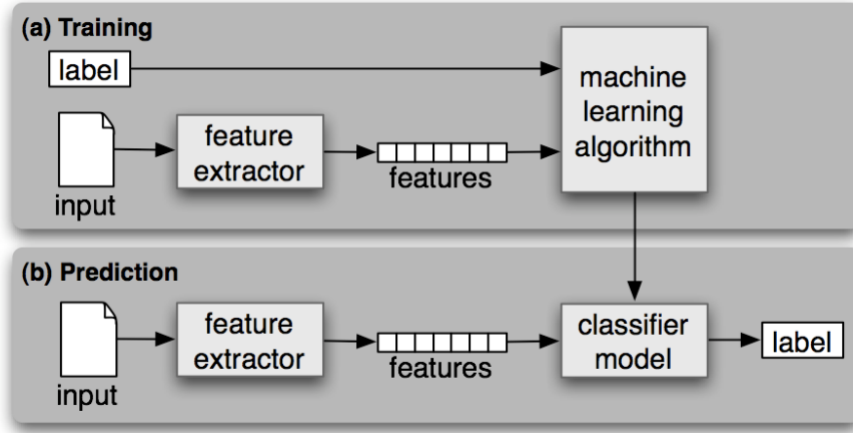 (a) Training
label
machine
learning
algorithm
feature
extractor
features
input
(b) Prediction
feature
extractor
features
input
classifier
model
label